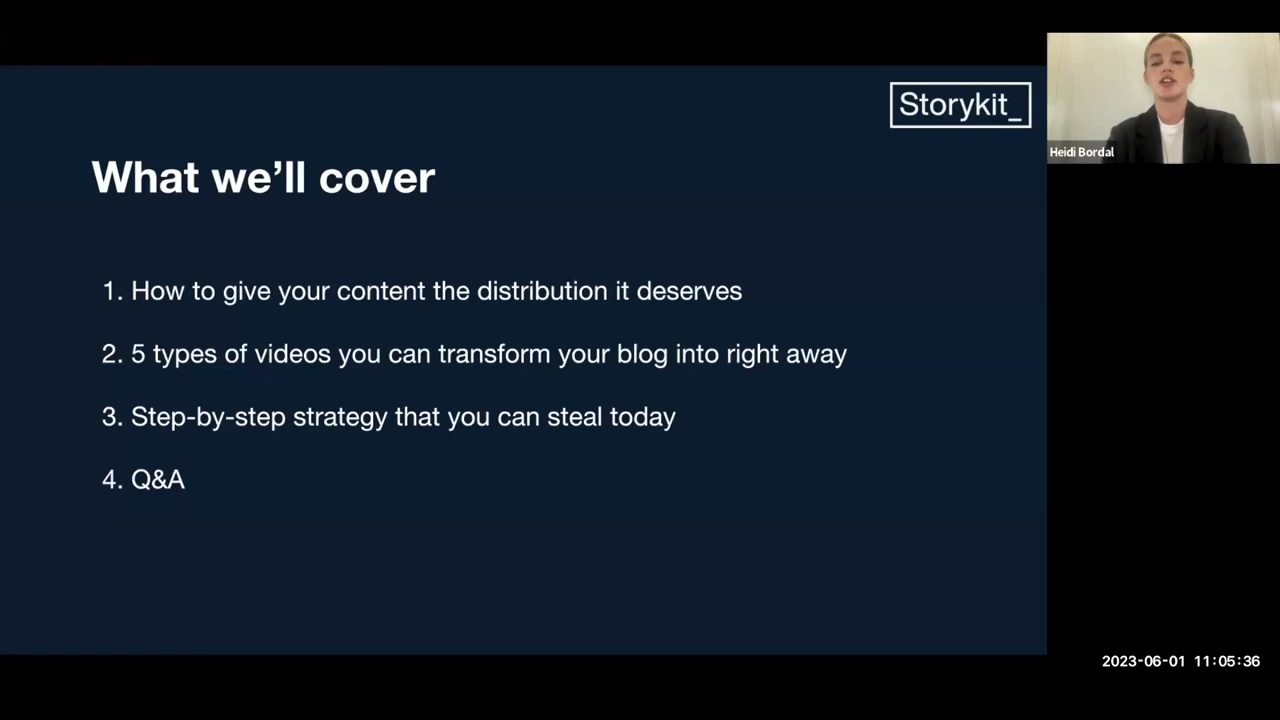 Storykit_
Heidi Bordal
What we’ll cover
1. How to give your content the distribution it deserves
2. 5 types of videos you can transform your blog into right away
3. Step-by-step strategy that you can steal today
4. Q&A
2023-06-01 11:05:36